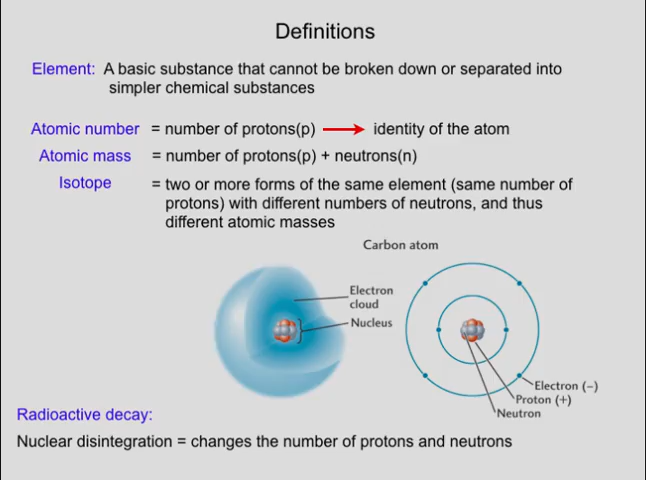 Definitions
Element: A basic substance that cannot be broken down or separated into
simpler chemical substances
Atomic number = number of protons(p) identity of the atom
Atomic mass = number of protons(p) + neutrons(n)
Isotope = two or more forms of the same element (same number of
protons) with different numbers of neutrons, and thus
different atomic masses
Carbon atom
Electron
cloud
Nucleus
Electron (−)
Proton (+)
Neutron
Radioactive decay:
Nuclear disintegration = changes the number of protons and neutrons